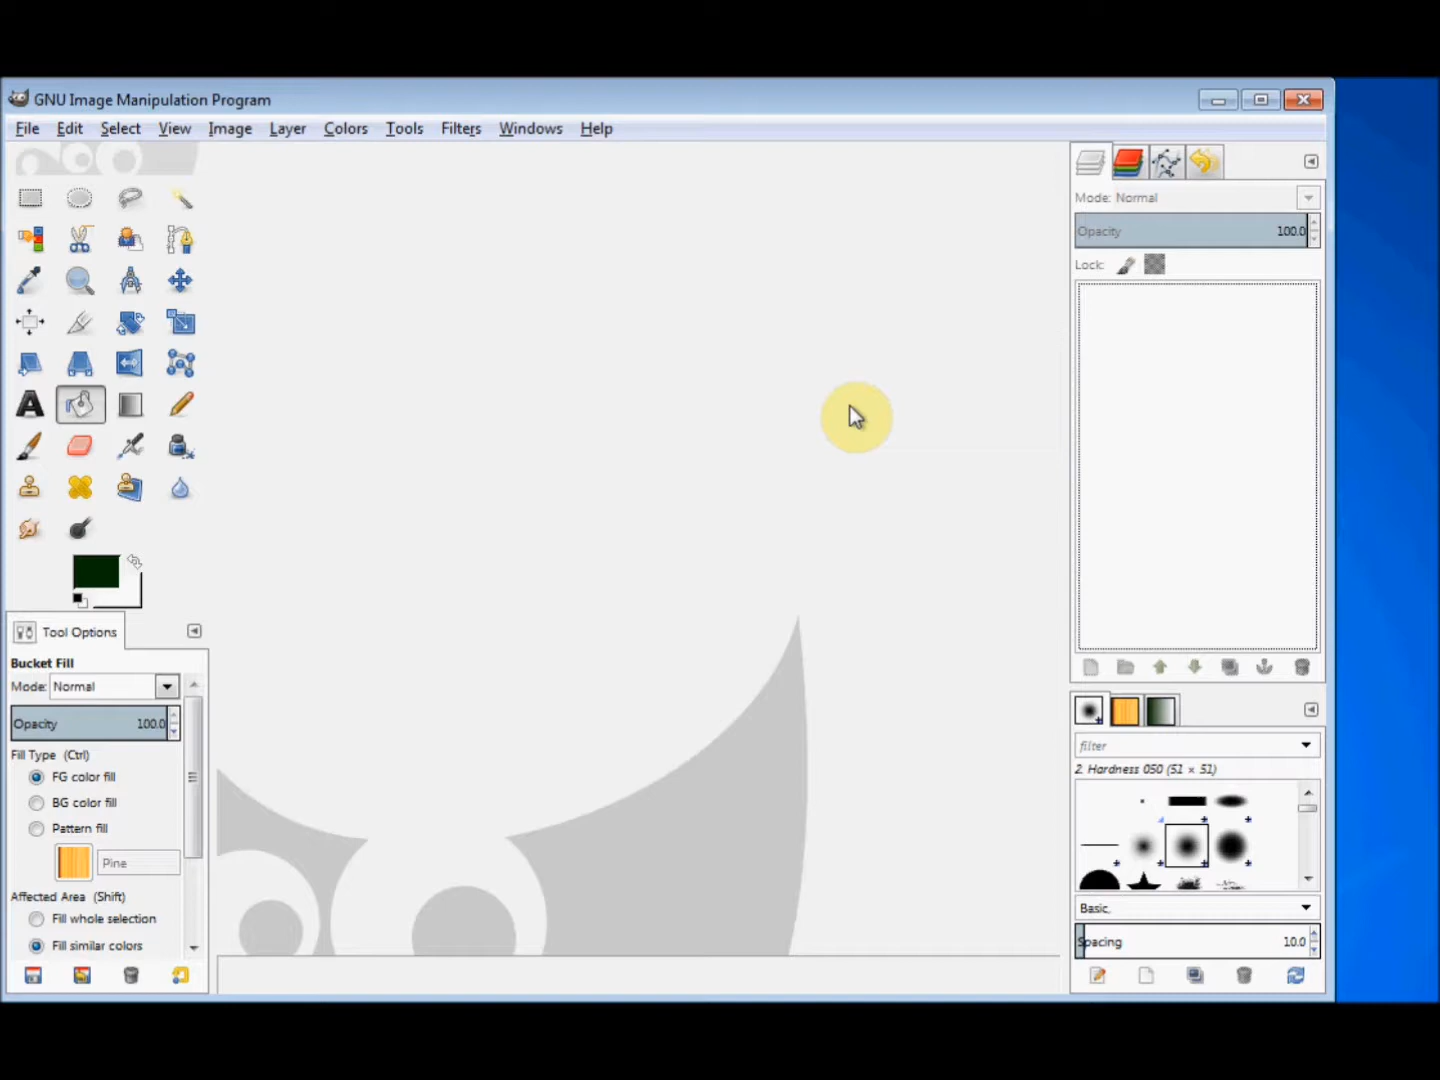 GNU Image Manipulation Program
File Edit Select View Image Layer Colors Tools Filters Windows Help
Mode: Normal
Opacity 100.0
Lock:
Tool Options
Bucket Fill
Mode: Normal
Opacity 100.0
Fill Type (Ctrl)
FG color fill
BG color fill
Pattern fill
Pine
Affected Area (Shift)
Fill whole selection
Fill similar colors
filter
2. Hardness 050 (51 × 51)
Basic,
Spacing 10.0